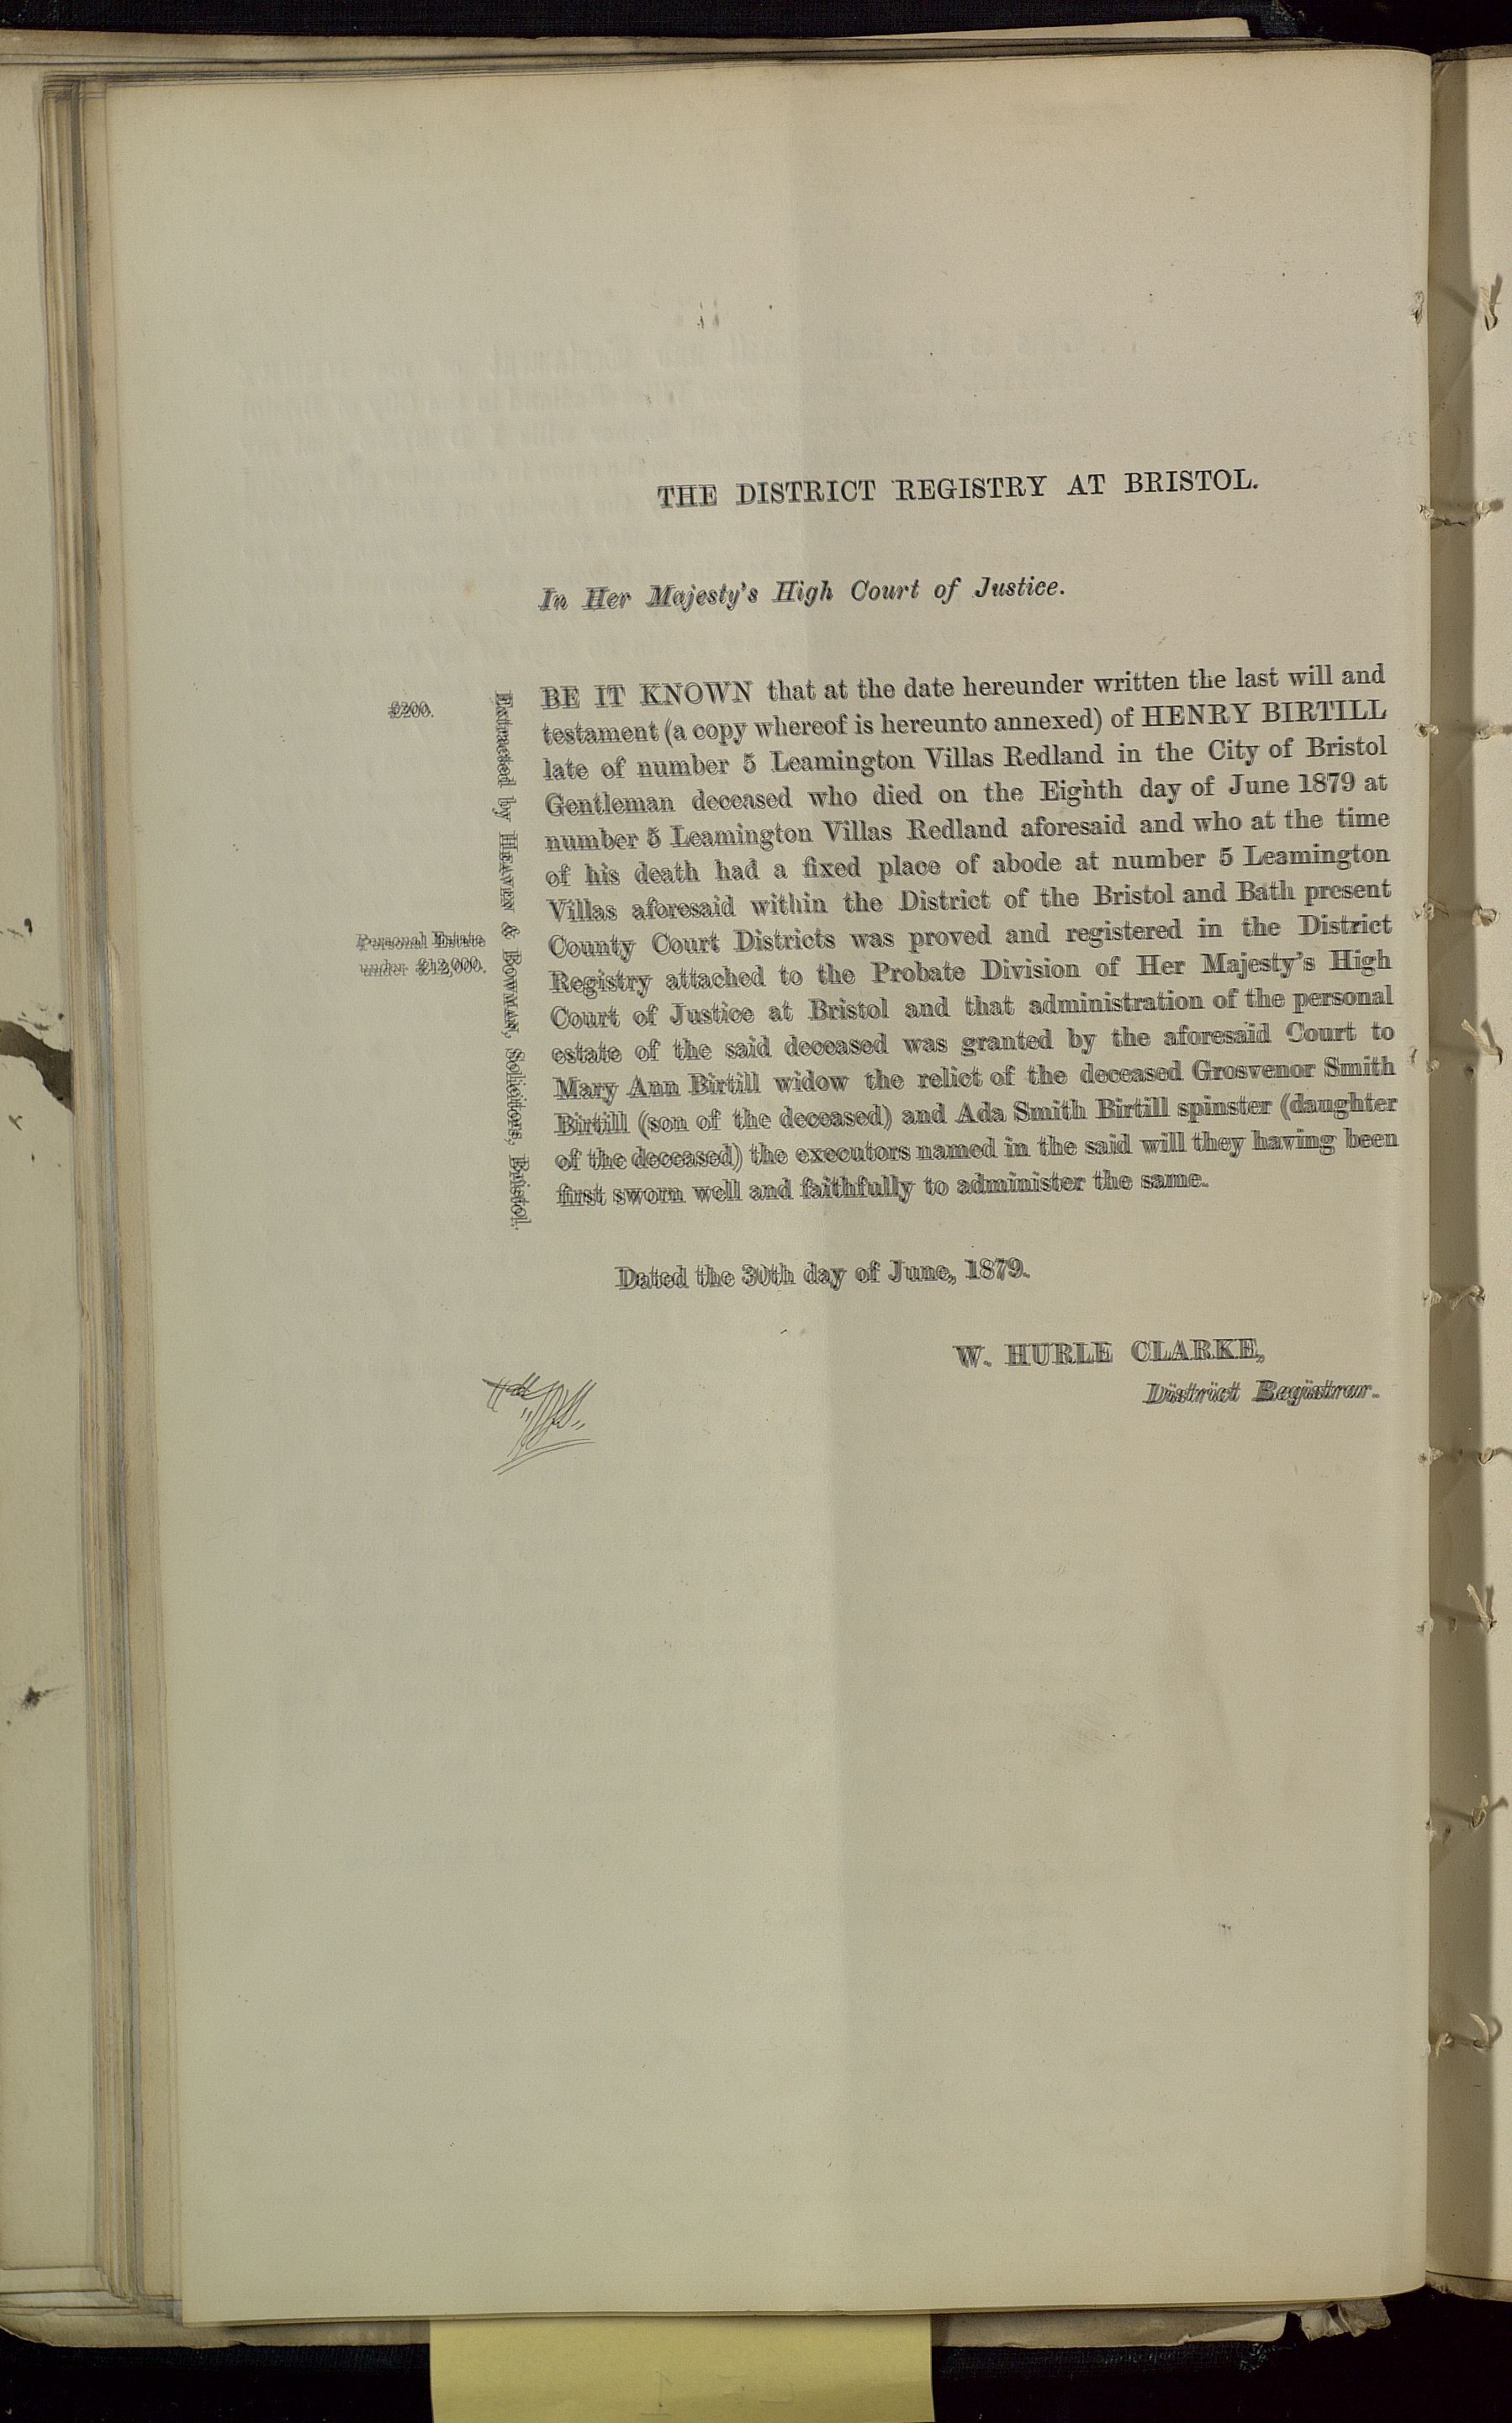 THE DISTRICT REGISTRY AT BRISTOL.
In Her Majesty's High Court of Justice.
£200.
Personal Estate
under £12,000.
Extracted by HEAVEN & BOWMAN, Solicitors, Bristol.
BE IT KNOWN that at the date hereunder written the last will and
testament (a copy whereof is hereunto annexed) of HENRY BIRTILL
late of number 5 Leamington Villas Redland in the City of Bristol
Gentleman deceased who died on the Eighth day of June 1879 at
number 5 Leamington Villas Redland aforesaid and who at the time
of his death had a fixed place of abode at number 5 Leamington
Villas aforesaid within the District of the Bristol and Bath present
County Court Districts was proved and registered in the District
Registry attached to the Probate Division of Her Majesty's High
Court of Justice at Bristol and that administration of the personal
estate of the said deceased was granted by the aforesaid Court to
Mary Ann Birtill widow the relict of the deceased Grosvenor Smith
Birtill (son of the deceased) and Ada Smith Birtill spinster (daughter
of the deceased) the executors named in the said will they having been
first sworn well and faithfully to administer the same.
Dated the 30th day of June, 1879.
W. HURLE CLARKE,
District Registrar.